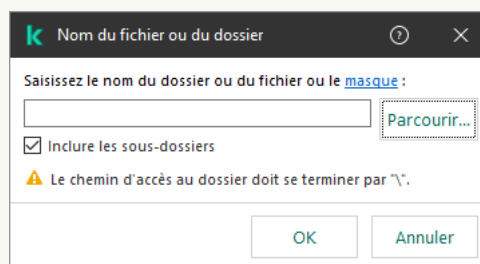 Nom du fichier ou du dossier
Saisissez le nom du dossier ou du fichier ou le masque :
Parcourir...
Inclure les sous-dossiers
Le chemin d'accès au dossier doit se terminer par "\".
OK Annuler